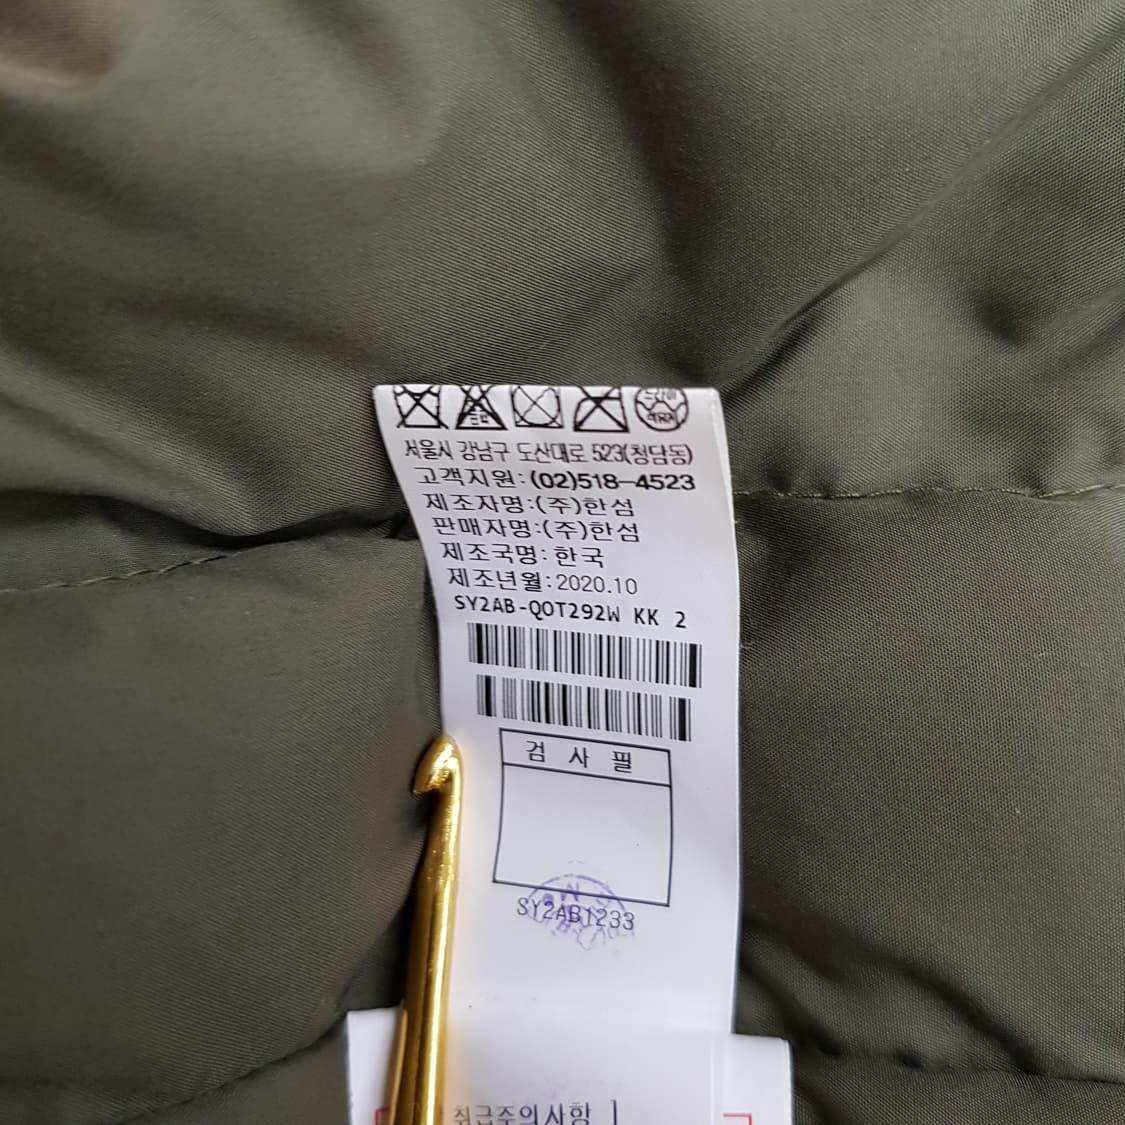 서울시 강남구 도산대로 523(청담동)
고객지원:(02)518-4523
제조자명:(주)한섬
판매자명:(주)한섬
제조국명: 한국
제조년월:2020.10
SY2AB-QOT292W KK 2
검 사 필
SY2AB1233
취급주의사항 ]